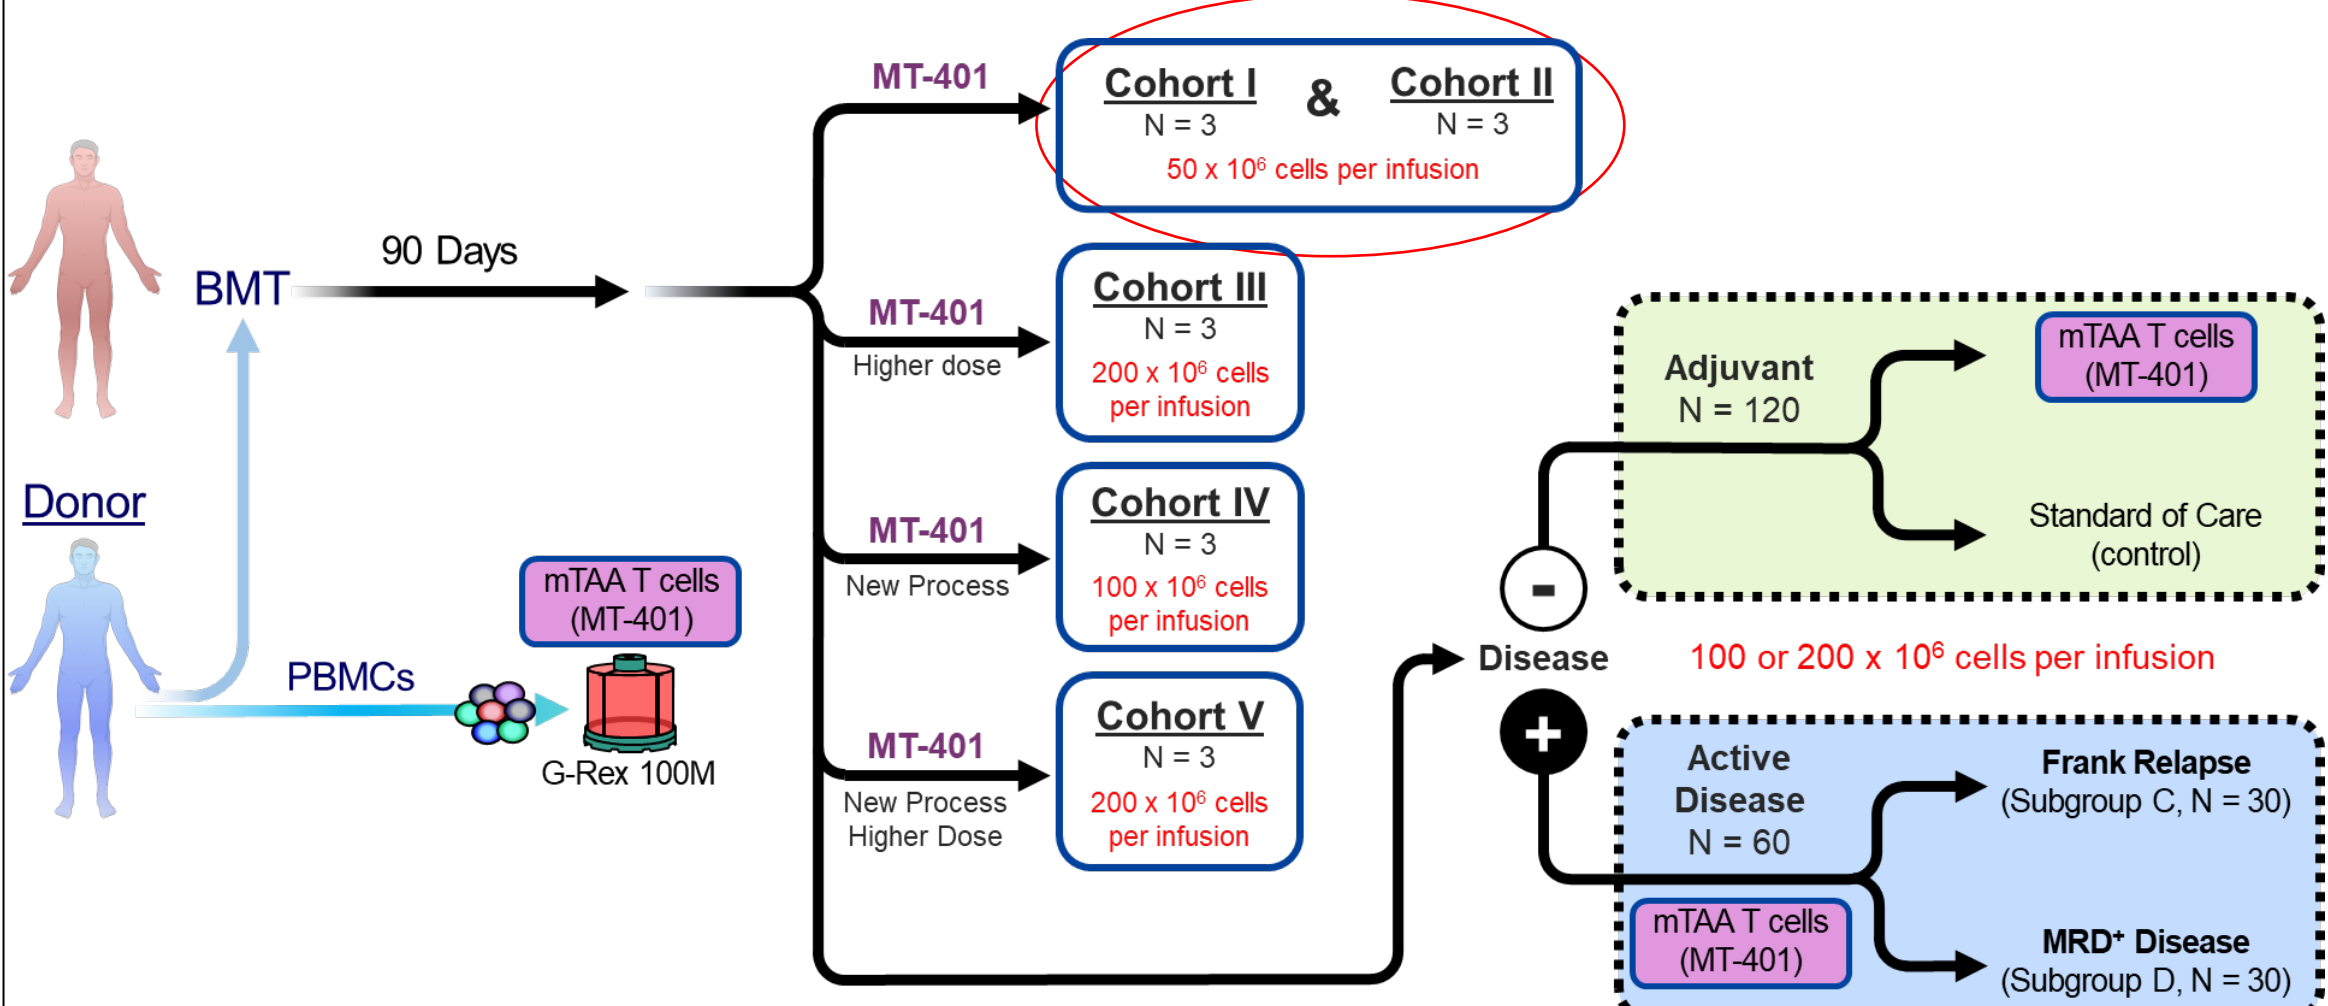 MT-401
Cohort I
N = 3
&
Cohort II
N = 3
50 x 10⁶ cells per infusion
90 Days
BMT
MT-401
Higher dose
Cohort III
N = 3
200 x 10⁶ cells
per infusion
Donor
PBMCs
mTAA T cells
(MT-401)
G-Rex 100M
MT-401
New Process
Cohort IV
N = 3
100 x 10⁶ cells
per infusion
MT-401
New Process
Higher Dose
Cohort V
N = 3
200 x 10⁶ cells
per infusion
-
Disease
+
Adjuvant
N = 120
mTAA T cells
(MT-401)
Standard of Care
(control)
100 or 200 x 10⁶ cells per infusion
Active
Disease
N = 60
mTAA T cells
(MT-401)
Frank Relapse
(Subgroup C, N = 30)
MRD⁺ Disease
(Subgroup D, N = 30)